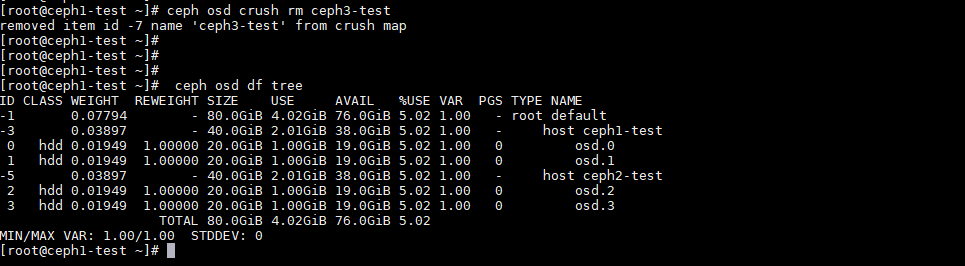 [root@ceph1-test ~]# ceph osd crush rm ceph3-test
removed item id -7 name 'ceph3-test' from crush map
[root@ceph1-test ~]#
[root@ceph1-test ~]#
[root@ceph1-test ~]#
[root@ceph1-test ~]#  ceph osd df tree
ID CLASS WEIGHT  REWEIGHT SIZE    USE     AVAIL   %USE VAR  PGS TYPE NAME
-1       0.07794        - 80.0GiB 4.02GiB 76.0GiB 5.02 1.00   - root default
-3       0.03897        - 40.0GiB 2.01GiB 38.0GiB 5.02 1.00   -     host ceph1-test
 0   hdd 0.01949  1.00000 20.0GiB 1.00GiB 19.0GiB 5.02 1.00   0         osd.0
 1   hdd 0.01949  1.00000 20.0GiB 1.00GiB 19.0GiB 5.02 1.00   0         osd.1
-5       0.03897        - 40.0GiB 2.01GiB 38.0GiB 5.02 1.00   -     host ceph2-test
 2   hdd 0.01949  1.00000 20.0GiB 1.00GiB 19.0GiB 5.02 1.00   0         osd.2
 3   hdd 0.01949  1.00000 20.0GiB 1.00GiB 19.0GiB 5.02 1.00   0         osd.3
                    TOTAL 80.0GiB 4.02GiB 76.0GiB 5.02
MIN/MAX VAR: 1.00/1.00  STDDEV: 0
[root@ceph1-test ~]#